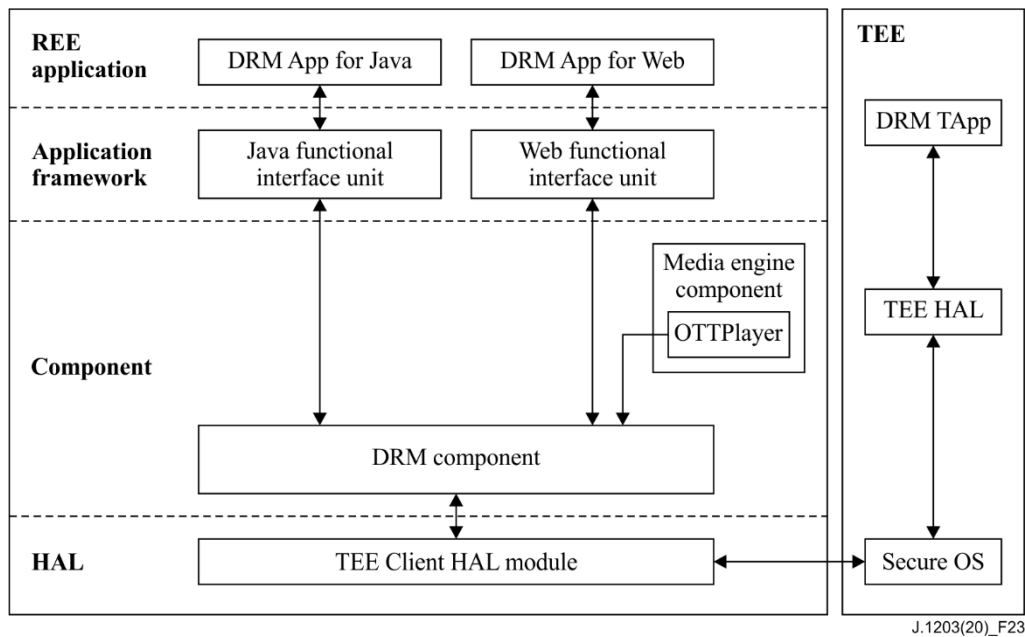 REE
application
DRM App for Java
DRM App for Web
TEE
DRM TApp
Application
framework
Java functional
interface unit
Web functional
interface unit
Media engine
component
OTTPlayer
TEE HAL
Component
DRM component
HAL
TEE Client HAL module
Secure OS
J.1203(20)_F23